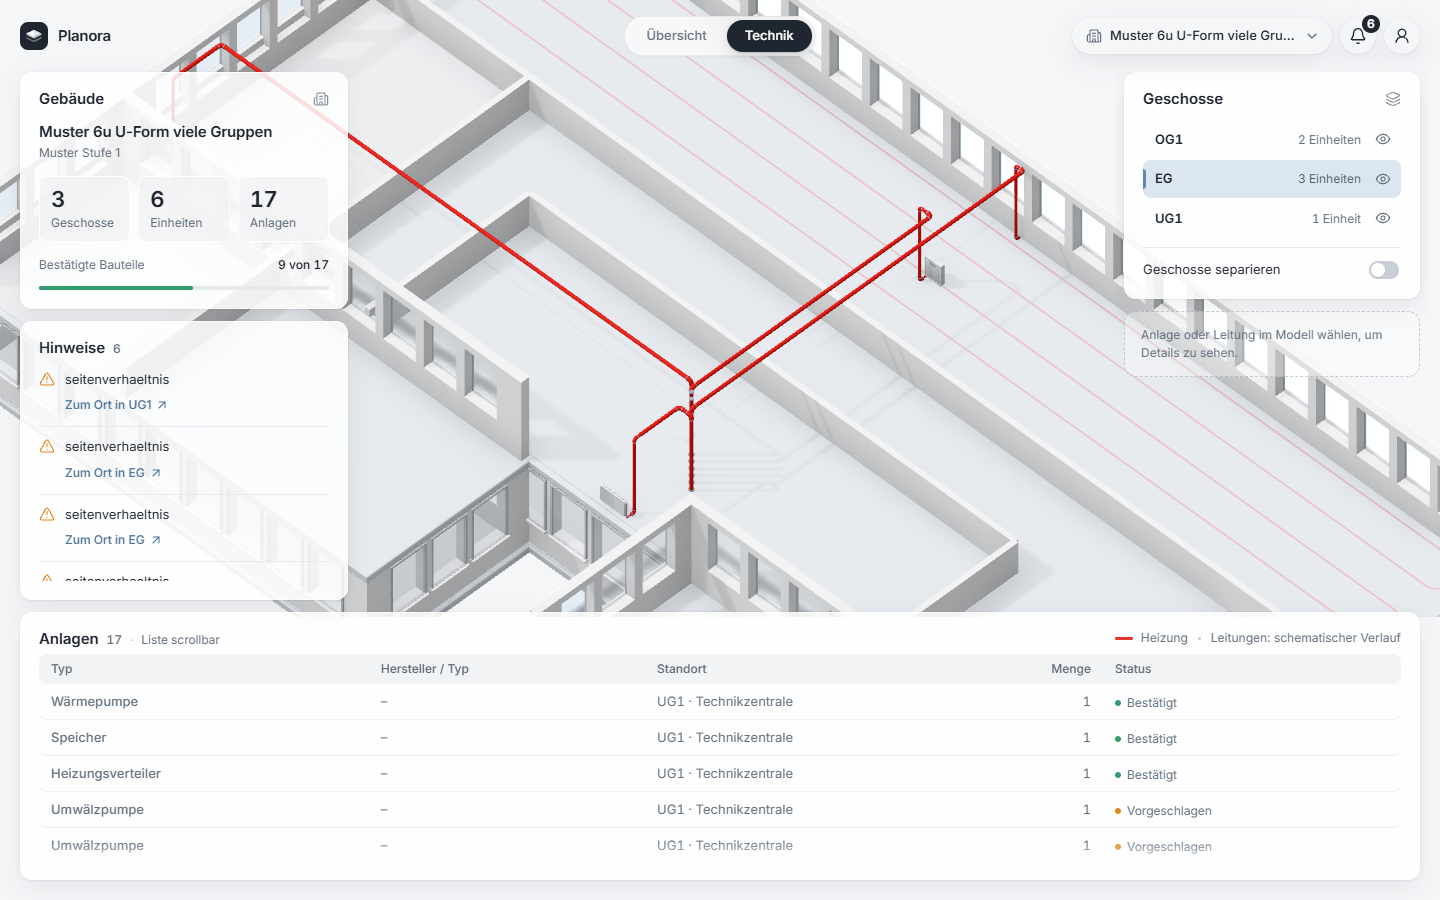 Planora
Übersicht
Technik
Muster 6u U-Form viele Gru...
6
Gebäude
Muster 6u U-Form viele Gruppen
Muster Stufe 1
3
Geschosse
6
Einheiten
17
Anlagen
Bestätigte Bauteile
9 von 17
Hinweise 6
seitenverhaeltnis
Zum Ort in UG1
seitenverhaeltnis
Zum Ort in EG
seitenverhaeltnis
Zum Ort in EG
seitenverhaeltnis
Geschosse
OG1 2 Einheiten
EG 3 Einheiten
UG1 1 Einheit
Geschosse separieren
Anlage oder Leitung im Modell wählen, um
Details zu sehen.
Anlagen 17 · Liste scrollbar
Heizung · Leitungen: schematischer Verlauf
Typ Hersteller / Typ Standort Menge Status
Wärmepumpe – UG1 · Technikzentrale 1 Bestätigt
Speicher – UG1 · Technikzentrale 1 Bestätigt
Heizungsverteiler – UG1 · Technikzentrale 1 Bestätigt
Umwälzpumpe – UG1 · Technikzentrale 1 Vorgeschlagen
Umwälzpumpe – UG1 · Technikzentrale 1 Vorgeschlagen